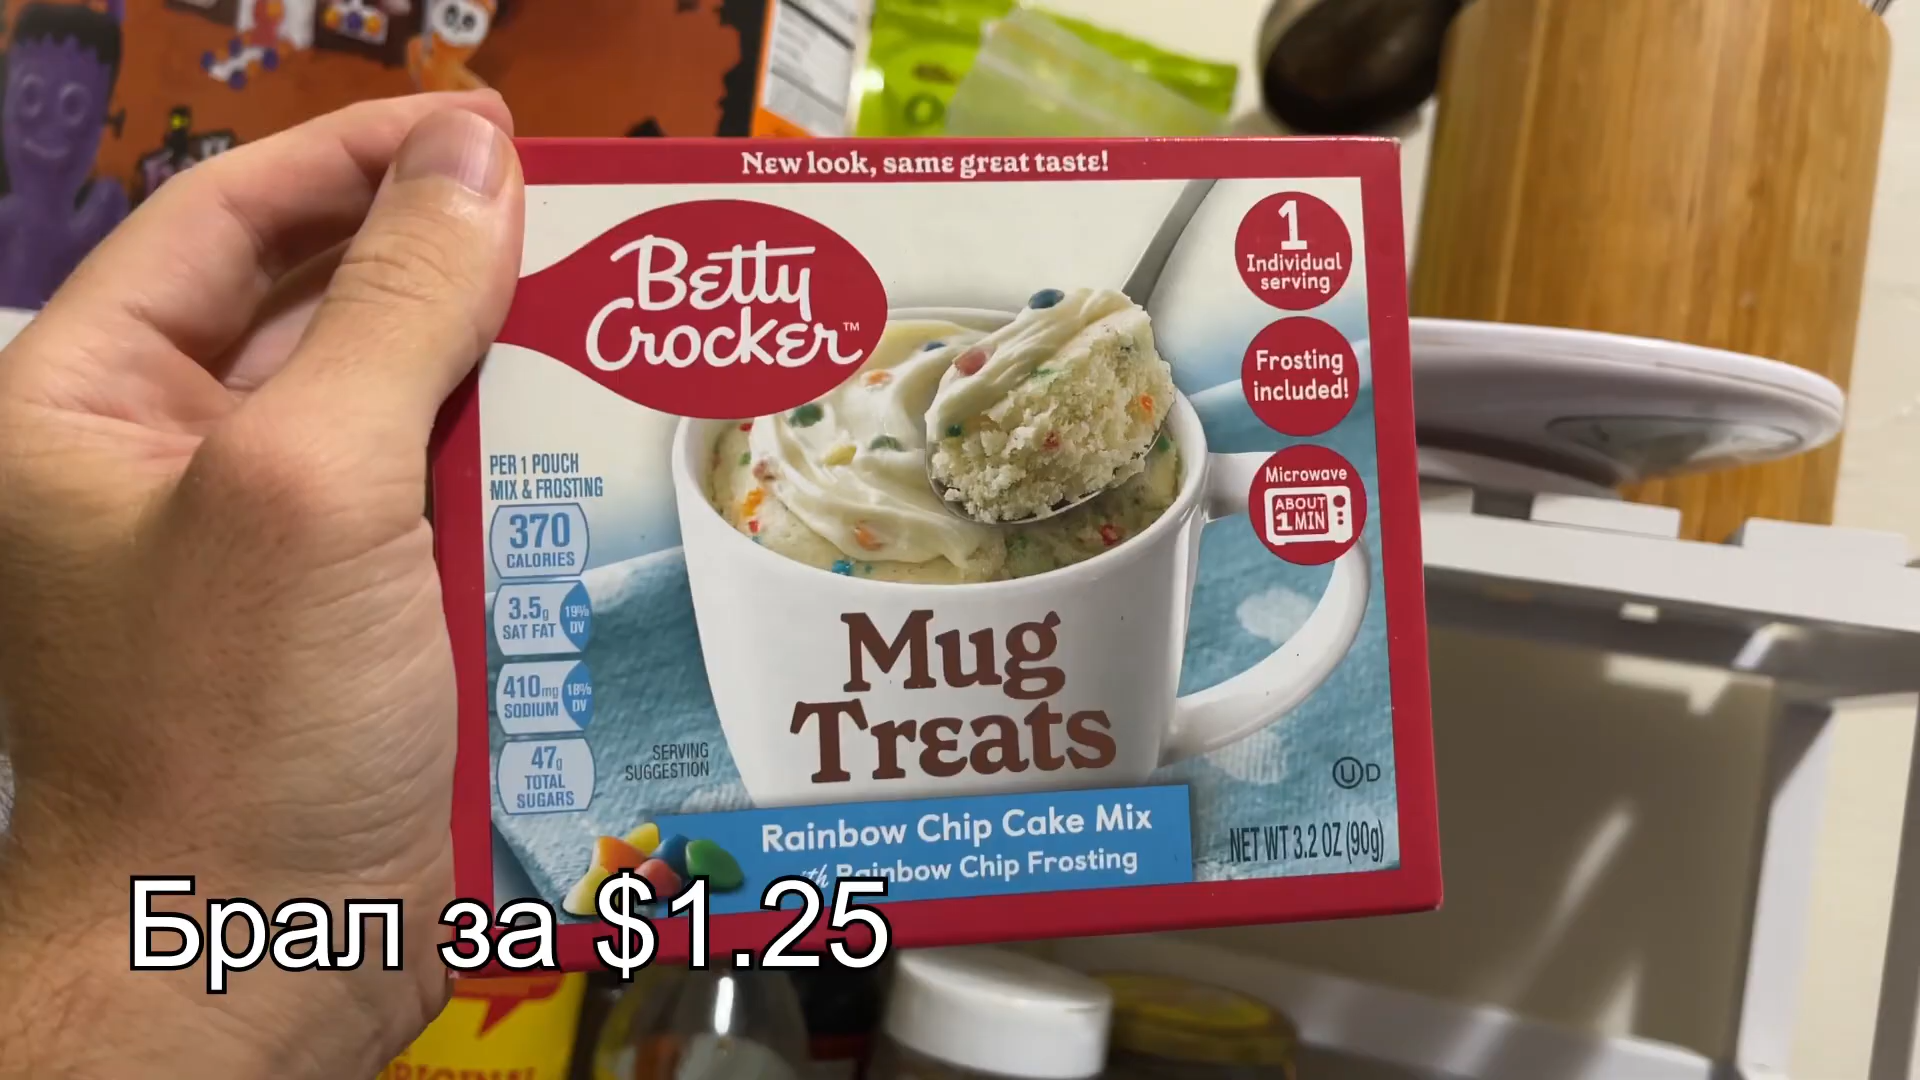 New look, same great taste!
Betty
Crocker™
1
Individual
serving
Frosting
included!
Microwave
ABOUT
1 MIN
PER 1 POUCH
MIX & FROSTING
370
CALORIES
3.5g
SAT FAT
19%
DV
410mg
SODIUM
18%
DV
47g
TOTAL
SUGARS
SERVING
SUGGESTION
Mug
Treats
UD
Rainbow Chip Cake Mix
with Rainbow Chip Frosting
NET WT 3.2 OZ (90g)
Брал за $1.25
ORIGINAL